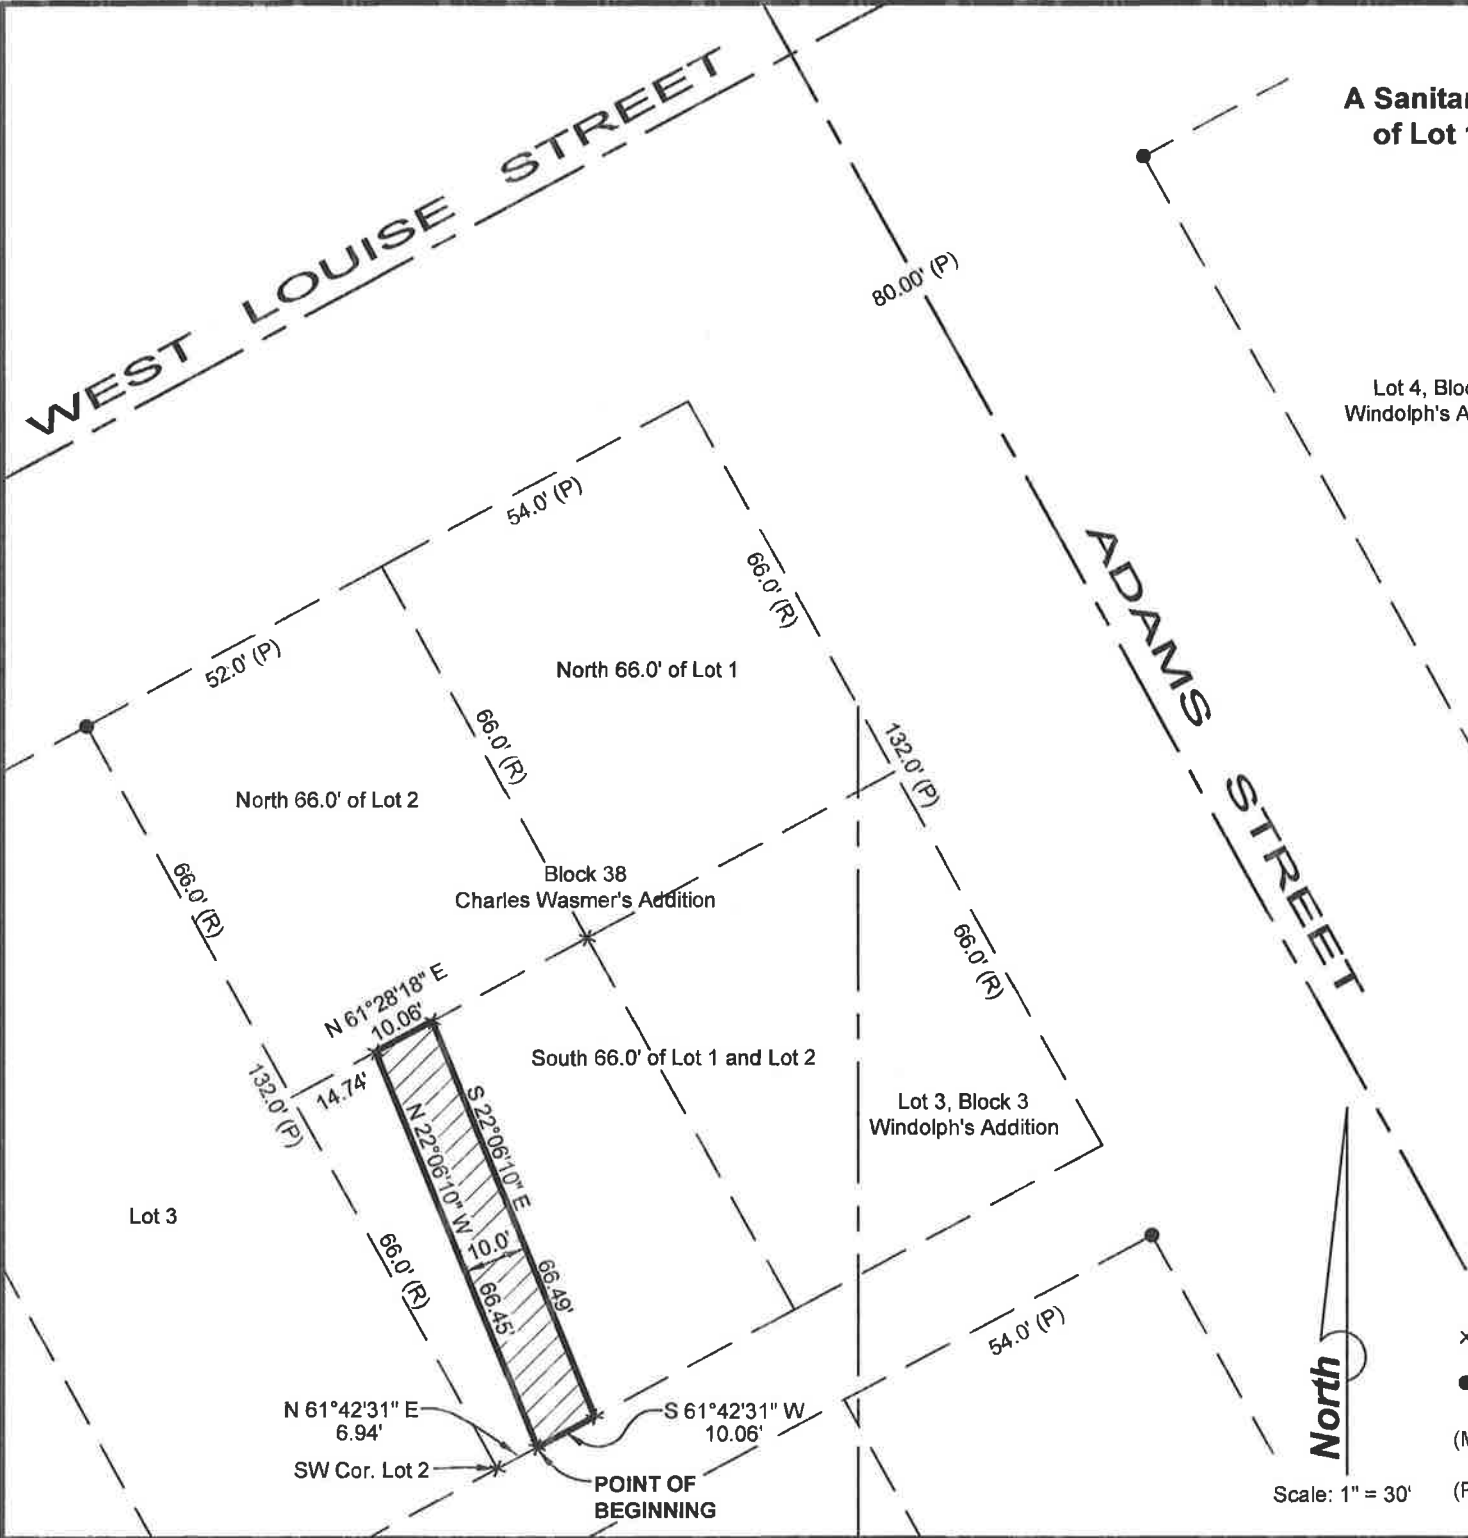 WEST LOUISE STREET
A Sanitar
of Lot 1
80.00' (P)
Lot 4, Bloc
Windolph's A
54.0' (P)
66.0' (R)
ADAMS STREET
52.0' (P)
North 66.0' of Lot 1
66.0' (R)
132.0' (P)
North 66.0' of Lot 2
66.0' (R)
Block 38
Charles Wasmer's Addition
66.0' (R)
N 61°28'18" E
10.06'
South 66.0' of Lot 1 and Lot 2
14.74'
132.0' (P)
Lot 3, Block 3
Windolph's Addition
N 22°06'10" W
S 22°06'10" E
Lot 3
66.0' (R)
10.0'
66.45'
66.49'
54.0' (P)
N 61°42'31" E
6.94'
S 61°42'31" W
10.06'
SW Cor. Lot 2
POINT OF
BEGINNING
North
Scale: 1" = 30'